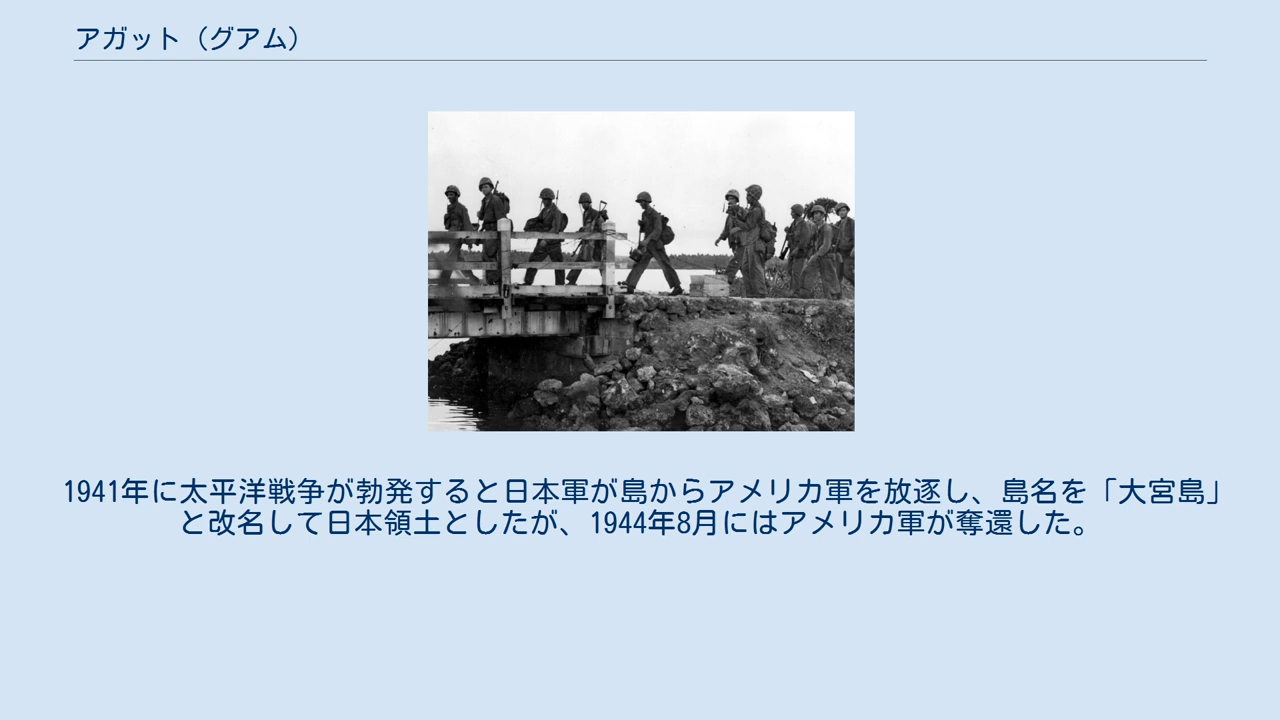 アガット（グアム）
1941年に太平洋戦争が勃発すると日本軍が島からアメリカ軍を放逐し、島名を「大宮島」
と改名して日本領土としたが、1944年8月にはアメリカ軍が奪還した。